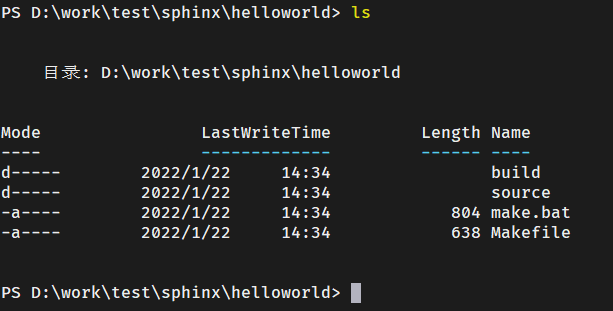 PS D:\work\test\sphinx\helloworld> ls
目录: D:\work\test\sphinx\helloworld
Mode LastWriteTime Length Name
---- ------------- ------ ----
d----- 2022/1/22 14:34 build
d----- 2022/1/22 14:34 source
-a---- 2022/1/22 14:34 804 make.bat
-a---- 2022/1/22 14:34 638 Makefile
PS D:\work\test\sphinx\helloworld>